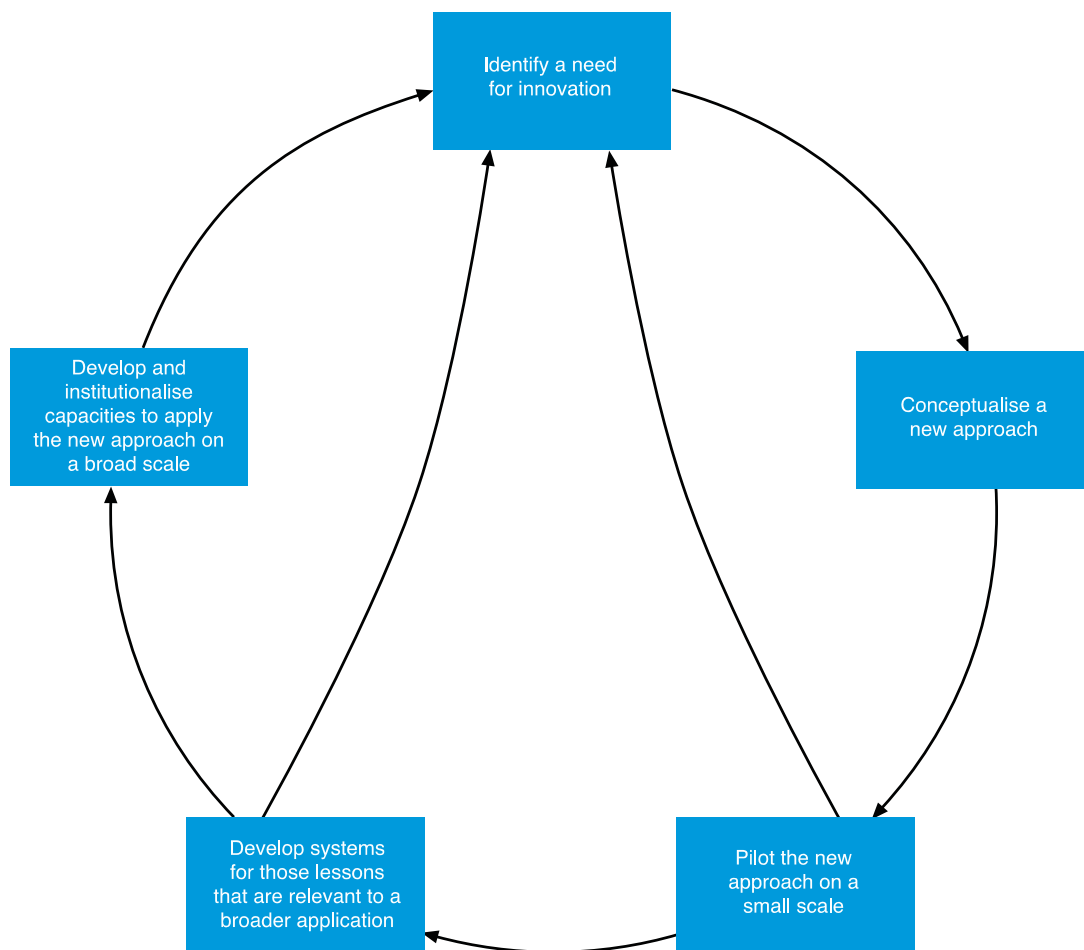 Identify a need
for innovation
Conceptualise a
new approach
Pilot the new
approach on a
small scale
Develop systems
for those lessons
that are relevant to a
broader application
Develop and
institutionalise
capacities to apply
the new approach on
a broad scale